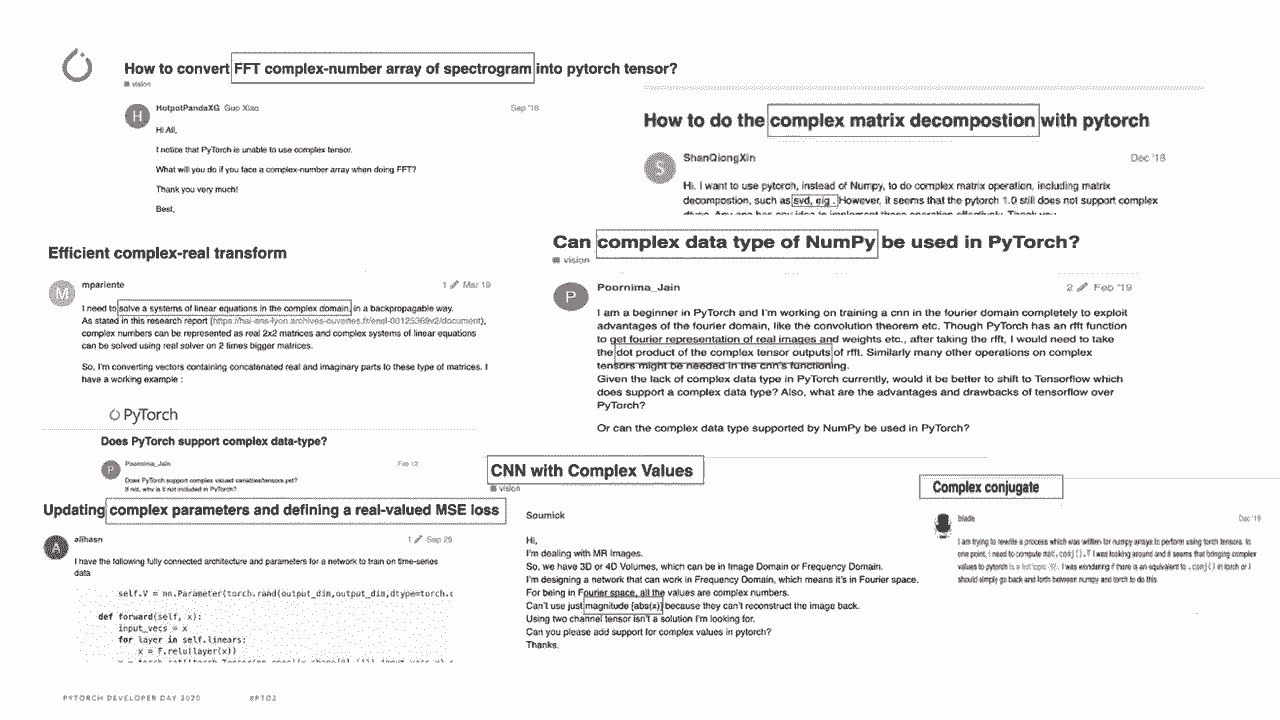 How to convert FFT complex-number array of spectrogram into pytorch tensor?
vision
H
HotpotPandaXG Guo Xiao
Sep '18
Hi All,
I notice that PyTorch is unable to use complex tensor.
What will you do if you face a complex-number array when doing FFT?
Thank you very much!
Best,
How to do the complex matrix decompostion with pytorch
S
ShanQiongXin
Dec '18
Hi. I want to use pytorch, instead of Numpy, to do complex matrix operation, including matrix
decompostion, such as svd, eig . However, it seems that the pytorch 1.0 still does not support complex
dtype. Any one has any idea to implement these operation effectively. Thank you
Efficient complex-real transform
M
mpariente
1 Mar 19
I need to solve a systems of linear equations in the complex domain, in a backpropagable way.
As stated in this research report (https://hal-ens-lyon.archives-ouvertes.fr/ensl-00125369v2/document),
complex numbers can be represented as real 2x2 matrices and complex systems of linear equations
can be solved using real solver on 2 times bigger matrices.
So, I'm converting vectors containing concatenated real and imaginary parts to these type of matrices. I
have a working example :
Can complex data type of NumPy be used in PyTorch?
vision
P
Poornima_Jain
2 Feb '19
I am a beginner in PyTorch and I'm working on training a cnn in the fourier domain completely to exploit
advantages of the fourier domain, like the convolution theorem etc. Though PyTorch has an rfft function
to get fourier representation of real images and weights etc., after taking the rfft, I would need to take
the dot product of the complex tensor outputs of rfft. Similarly many other operations on complex
tensors might be needed in the cnn's functioning.
Given the lack of complex data type in PyTorch currently, would it be better to shift to Tensorflow which
does support a complex data type? Also, what are the advantages and drawbacks of tensorflow over
PyTorch?
Or can the complex data type supported by NumPy be used in PyTorch?
PyTorch
Does PyTorch support complex data-type?
P
Poornima_Jain
Feb 12
Does PyTorch support complex valued variables/tensors yet?
If not, why is it not included in PyTorch?
Updating complex parameters and defining a real-valued MSE loss
A
alihasn
1 Sep 29
I have the following fully connected architecture and parameters for a network to train on time-series
data
self.V = nn.Parameter(torch.rand(output_dim,output_dim,dtype=torch.c
def forward(self, x):
input_vecs = x
for layer in self.linears:
x = F.relu(layer(x))
CNN with Complex Values
vision
Soumick
Hi,
I'm dealing with MR Images.
So, we have 3D or 4D Volumes, which can be in Image Domain or Frequency Domain.
I'm designing a network that can work in Frequency Domain, which means it's in Fourier space.
For being in Fourier space, all the values are complex numbers.
Can't use just magnitude [abs(x)] because they can't reconstruct the image back.
Using two channel tensor isn't a solution I'm looking for.
Can you please add support for complex values in pytorch?
Thanks.
Complex conjugate
blade
Dec '19
I am trying to rewrite a process which was written for numpy arrays to perform using torch tensors. In
one point, i need to compute mat.conj().T I was looking around and it seems that bringing complex
values to pytorch is a hot topic. I was wondering if there is an equivalent to .conj() in torch or I
should simply go back and forth between numpy and torch to do this.
PYTORCH DEVELOPER DAY 2020
#PTD2